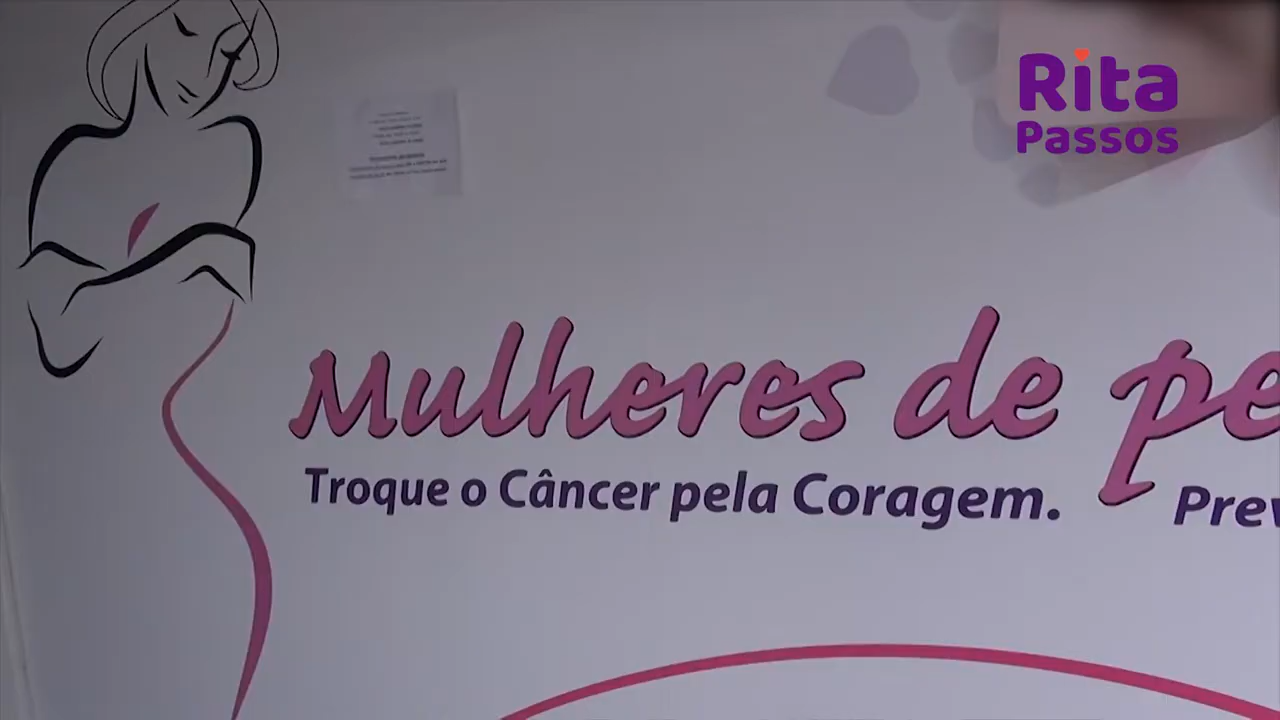 Rita
Passos
Mulheres de pe
Troque o Câncer pela Coragem.
Prev